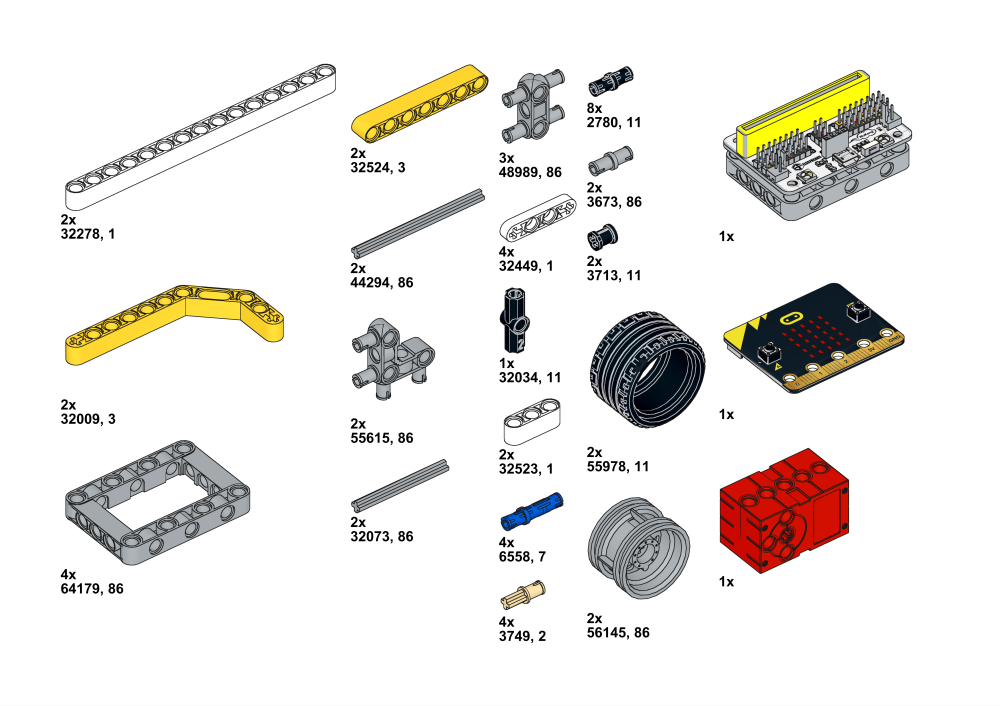 2x
32278, 1
2x
32009, 3
4x
64179, 86
2x
32524, 3
2x
44294, 86
2x
55615, 86
2x
32073, 86
3x
48989, 86
4x
32449, 1
1x
32034, 11
2x
32523, 1
4x
6558, 7
4x
3749, 2
8x
2780, 11
2x
3673, 86
2x
3713, 11
2x
55978, 11
2x
56145, 86
1x
1x
1x